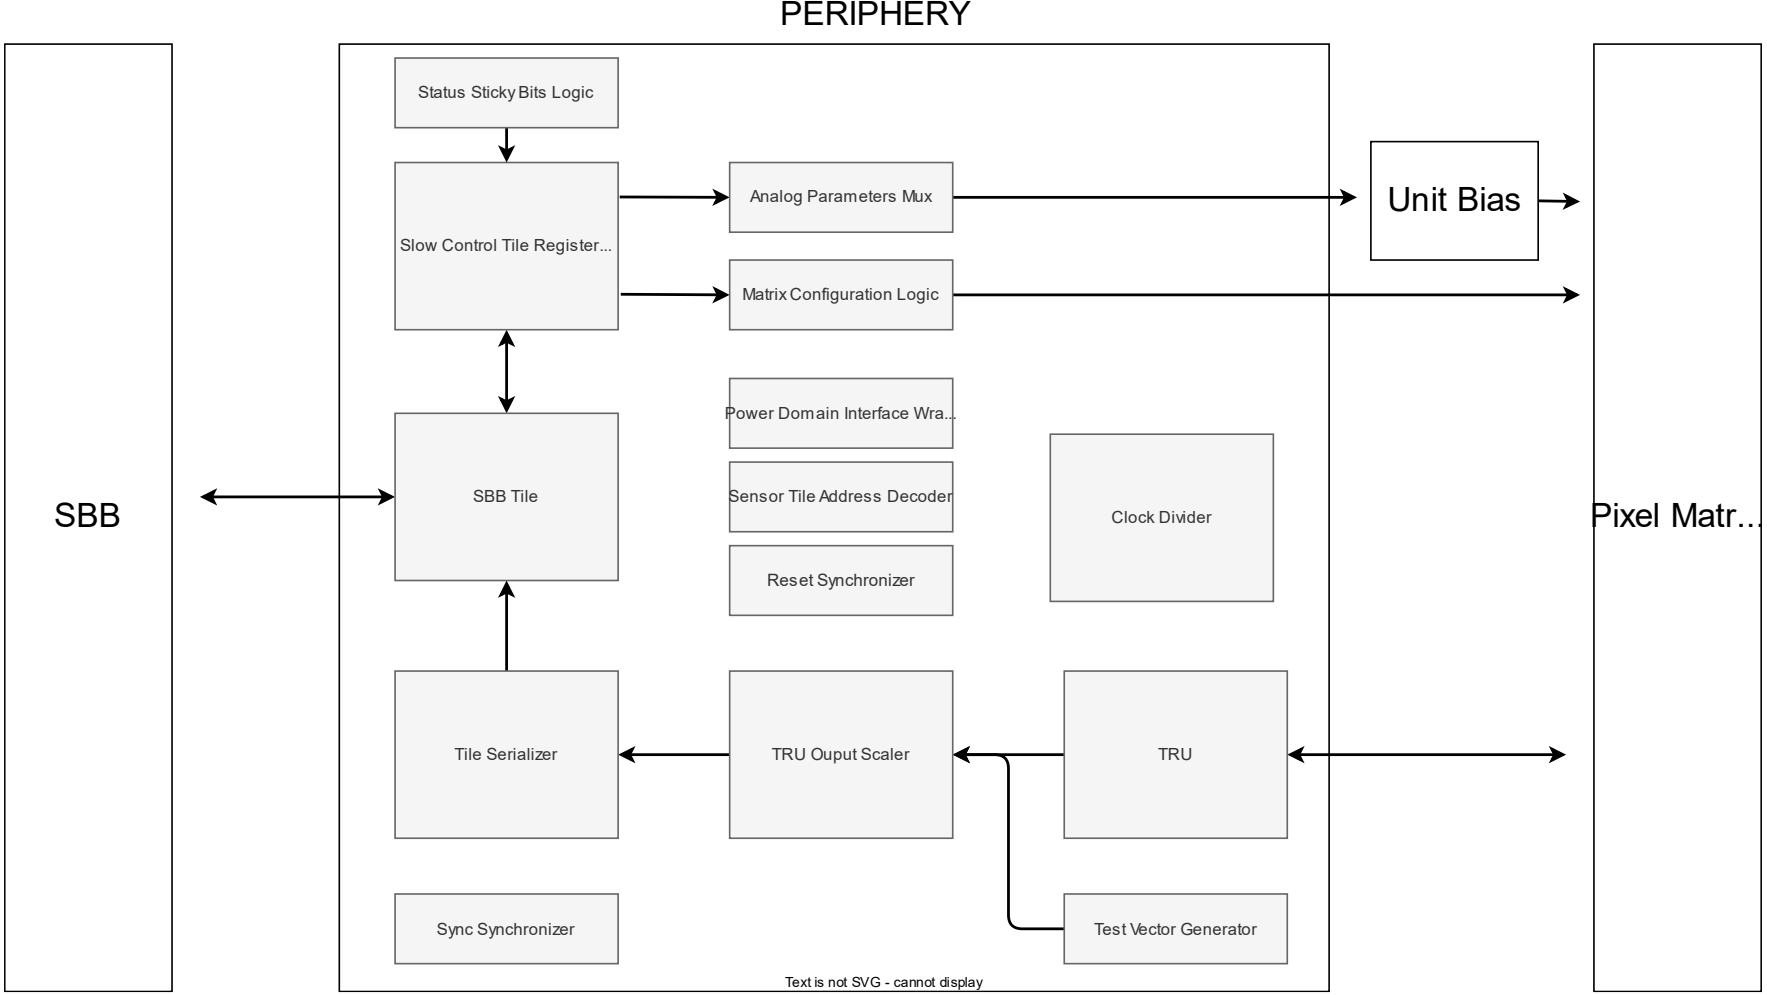 PERIPHERY
Status Sticky Bits Logic
Analog Parameters Mux
Unit Bias
Slow Control Tile Register...
Matrix Configuration Logic
Power Domain Interface Wra...
SBB
SBB Tile
Sensor Tile Address Decoder
Clock Divider
Pixel Matr...
Reset Synchronizer
Tile Serializer
TRU Ouput Scaler
TRU
Sync Synchronizer
Test Vector Generator
Text is not SVG - cannot display